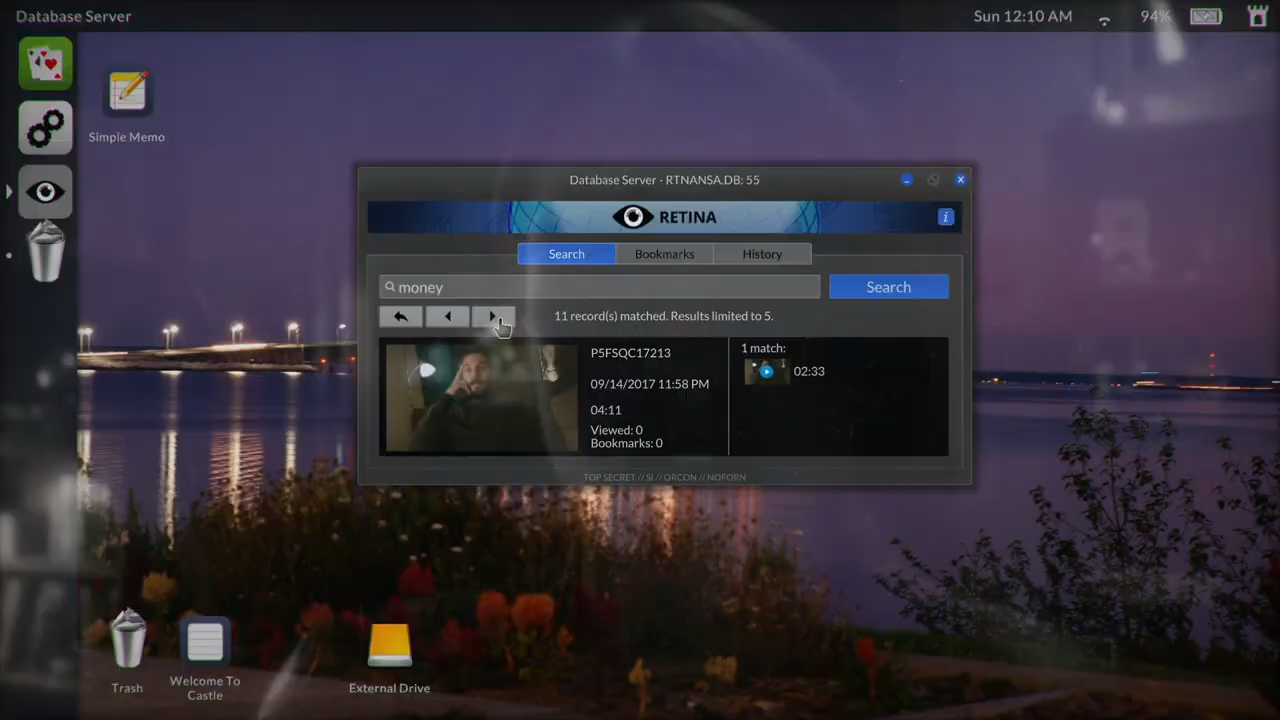 Database Server
Sun 12:10 AM
94%
Simple Memo
Database Server - RTNANSA.DB: 55
RETINA
i
Search
Bookmarks
History
money
Search
11 record(s) matched. Results limited to 5.
P5FSQC17213
09/14/2017 11:58 PM
04:11
Viewed: 0
Bookmarks: 0
1 match:
02:33
TOP SECRET // SI // ORCON // NOFORN
Trash
Welcome To
Castle
External Drive